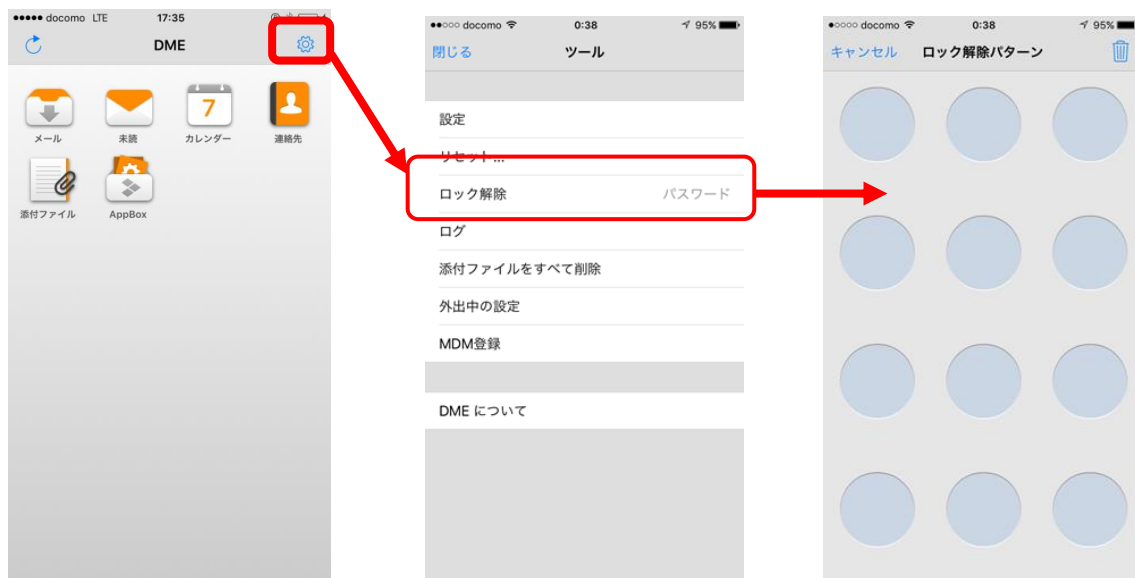 docomo LTE 17:35
DME
メール 未読 カレンダー 連絡先
添付ファイル AppBox
docomo 0:38 95%
閉じる ツール
設定
リセット...
ロック解除 パスワード
ログ
添付ファイルをすべて削除
外出中の設定
MDM登録
DME について
docomo 0:38 95%
キャンセル ロック解除パターン